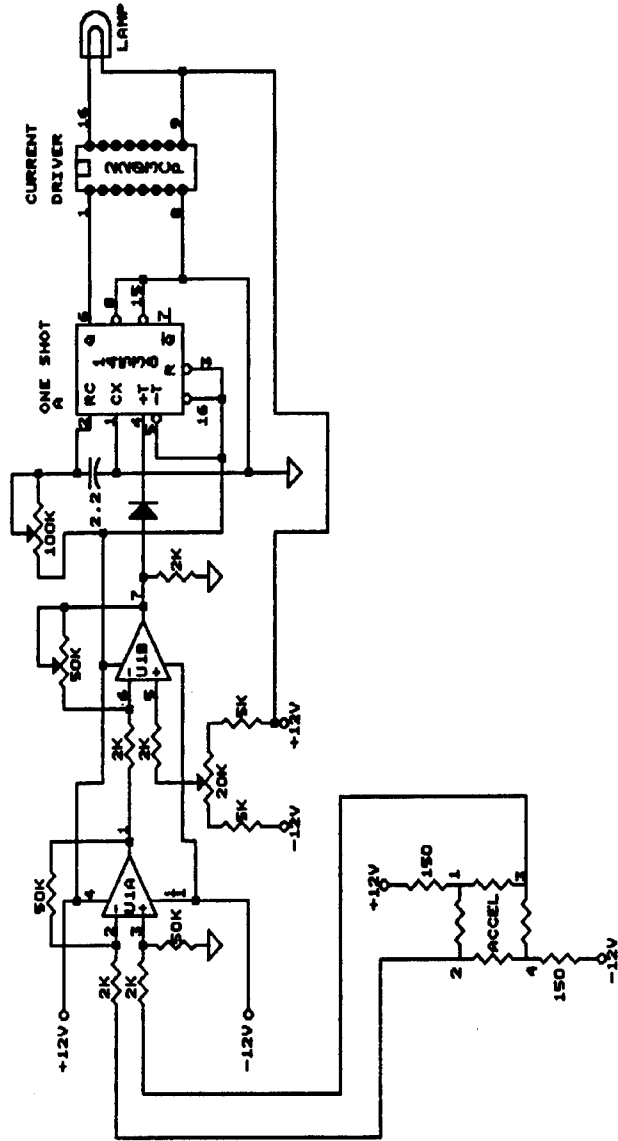 LAMP
16
9
CURRENT
DRIVER
1
8
ONE SHOT
A
6
8
15
7
Q
Q
RC
CX
+T
-T
R
2
1
4
5
3
16
2.2
100K
2K
7
50K
U1B
-
+
6
5
2K
2K
5K
20K
5K
+12V
-12V
1
50K
4
U1A
-
+
11
2
3
50K
2K
2K
+12V
-12V
+12V
150
1
3
ACCEL
2
4
150
-12V